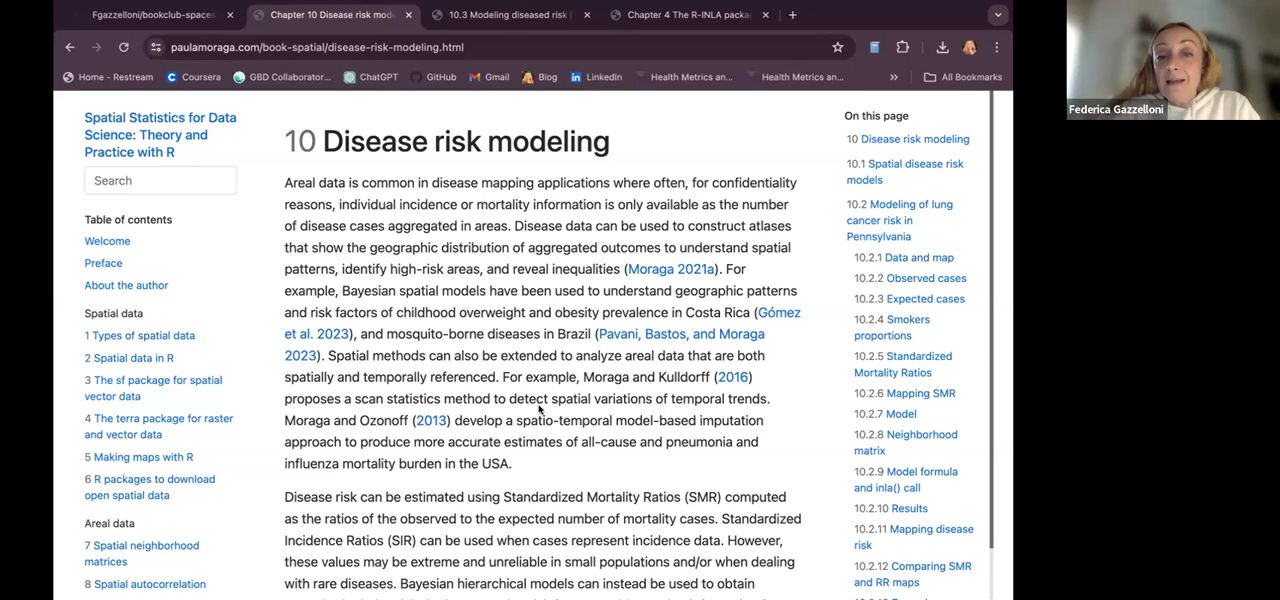 Fgazzelloni/bookclub-spaces
Chapter 10 Disease risk mod
10.3 Modeling diseased risk
Chapter 4 The R-INLA packa
paulamoraga.com/book-spatial/disease-risk-modeling.html
Home - Restream
Coursera
GBD Collaborator...
ChatGPT
GitHub
Gmail
Blog
LinkedIn
Health Metrics an...
Health Metrics an...
All Bookmarks
Federica Gazzelloni
Spatial Statistics for Data
Science: Theory and
Practice with R
Search
Table of contents
Welcome
Preface
About the author
Spatial data
1 Types of spatial data
2 Spatial data in R
3 The sf package for spatial
vector data
4 The terra package for raster
and vector data
5 Making maps with R
6 R packages to download
open spatial data
Areal data
7 Spatial neighborhood
matrices
8 Spatial autocorrelation
10 Disease risk modeling
Areal data is common in disease mapping applications where often, for confidentiality
reasons, individual incidence or mortality information is only available as the number
of disease cases aggregated in areas. Disease data can be used to construct atlases
that show the geographic distribution of aggregated outcomes to understand spatial
patterns, identify high-risk areas, and reveal inequalities (Moraga 2021a). For
example, Bayesian spatial models have been used to understand geographic patterns
and risk factors of childhood overweight and obesity prevalence in Costa Rica (Gómez
et al. 2023), and mosquito-borne diseases in Brazil (Pavani, Bastos, and Moraga
2023). Spatial methods can also be extended to analyze areal data that are both
spatially and temporally referenced. For example, Moraga and Kulldorff (2016)
proposes a scan statistics method to detect spatial variations of temporal trends.
Moraga and Ozonoff (2013) develop a spatio-temporal model-based imputation
approach to produce more accurate estimates of all-cause and pneumonia and
influenza mortality burden in the USA.
Disease risk can be estimated using Standardized Mortality Ratios (SMR) computed
as the ratios of the observed to the expected number of mortality cases. Standardized
Incidence Ratios (SIR) can be used when cases represent incidence data. However,
these values may be extreme and unreliable in small populations and/or when dealing
with rare diseases. Bayesian hierarchical models can instead be used to obtain
On this page
10 Disease risk modeling
10.1 Spatial disease risk
models
10.2 Modeling of lung
cancer risk in
Pennsylvania
10.2.1 Data and map
10.2.2 Observed cases
10.2.3 Expected cases
10.2.4 Smokers
proportions
10.2.5 Standardized
Mortality Ratios
10.2.6 Mapping SMR
10.2.7 Model
10.2.8 Neighborhood
matrix
10.2.9 Model formula
and inla() call
10.2.10 Results
10.2.11 Mapping disease
risk
10.2.12 Comparing SMR
and RR maps